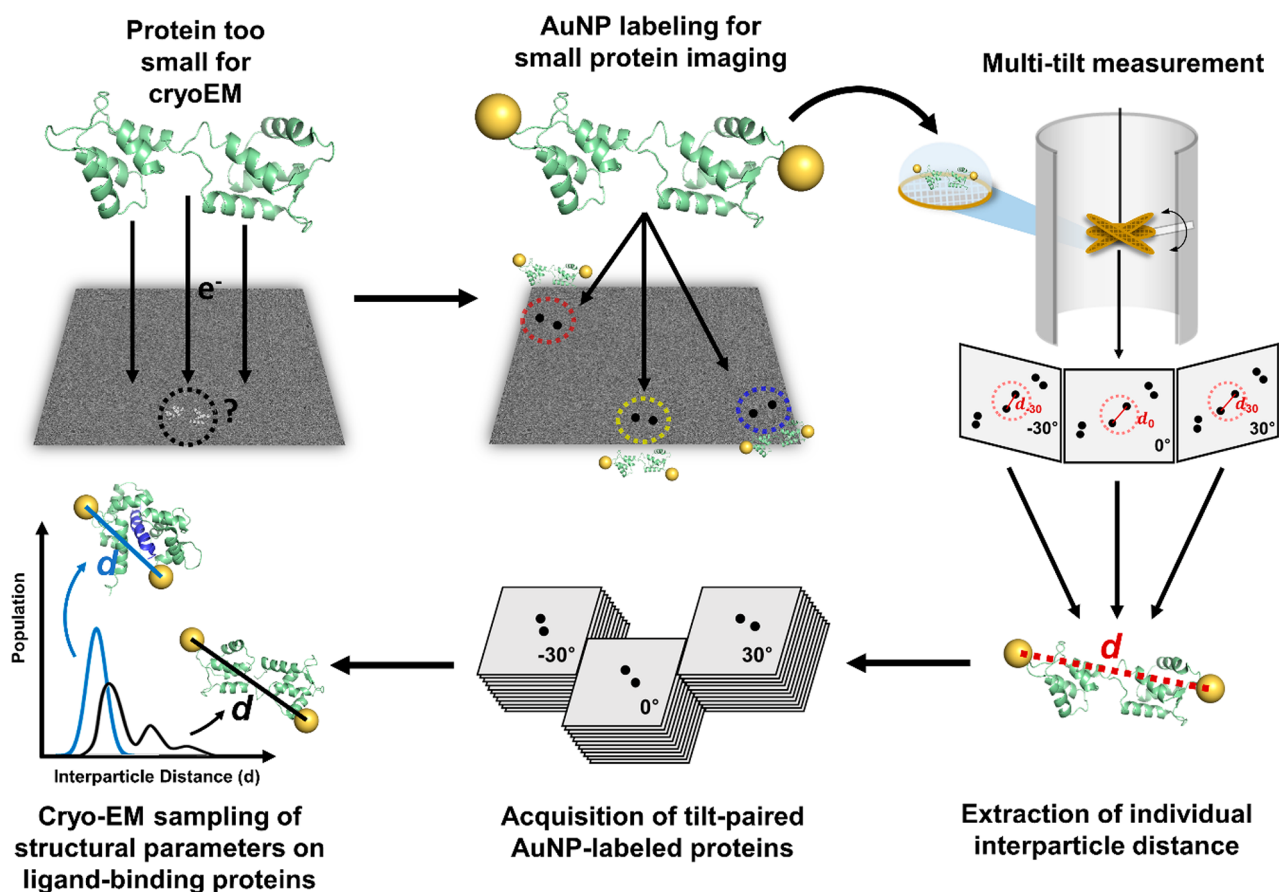 Protein too
small for
cryoEM
e-
?
AuNP labeling for
small protein imaging
Multi-tilt measurement
d-30
-30°
d0
0°
d30
30°
d
Extraction of individual
interparticle distance
-30°
0°
30°
Acquisition of tilt-paired
AuNP-labeled proteins
d
d
Population
Interparticle Distance (d)
Cryo-EM sampling of
structural parameters on
ligand-binding proteins